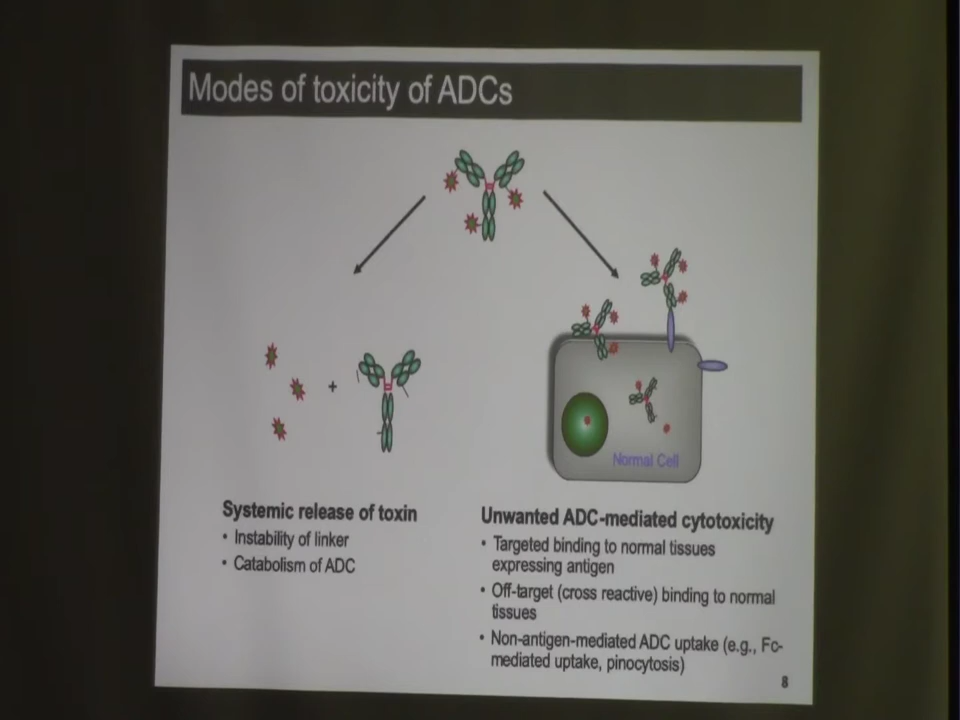 Modes of toxicity of ADCs
+
Normal Cell
Systemic release of toxin
• Instability of linker
• Catabolism of ADC
Unwanted ADC-mediated cytotoxicity
• Targeted binding to normal tissues
expressing antigen
• Off-target (cross reactive) binding to normal
tissues
• Non-antigen-mediated ADC uptake (e.g., Fc-
mediated uptake, pinocytosis)
8